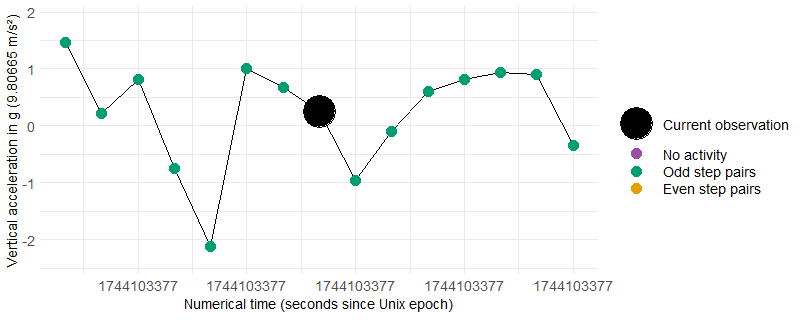 Vertical acceleration in g (9.80665 m/s²)
2
1
0
-1
-2
1744103377 1744103377 1744103377 1744103377 1744103377
Numerical time (seconds since Unix epoch)
Current observation
No activity
Odd step pairs
Even step pairs